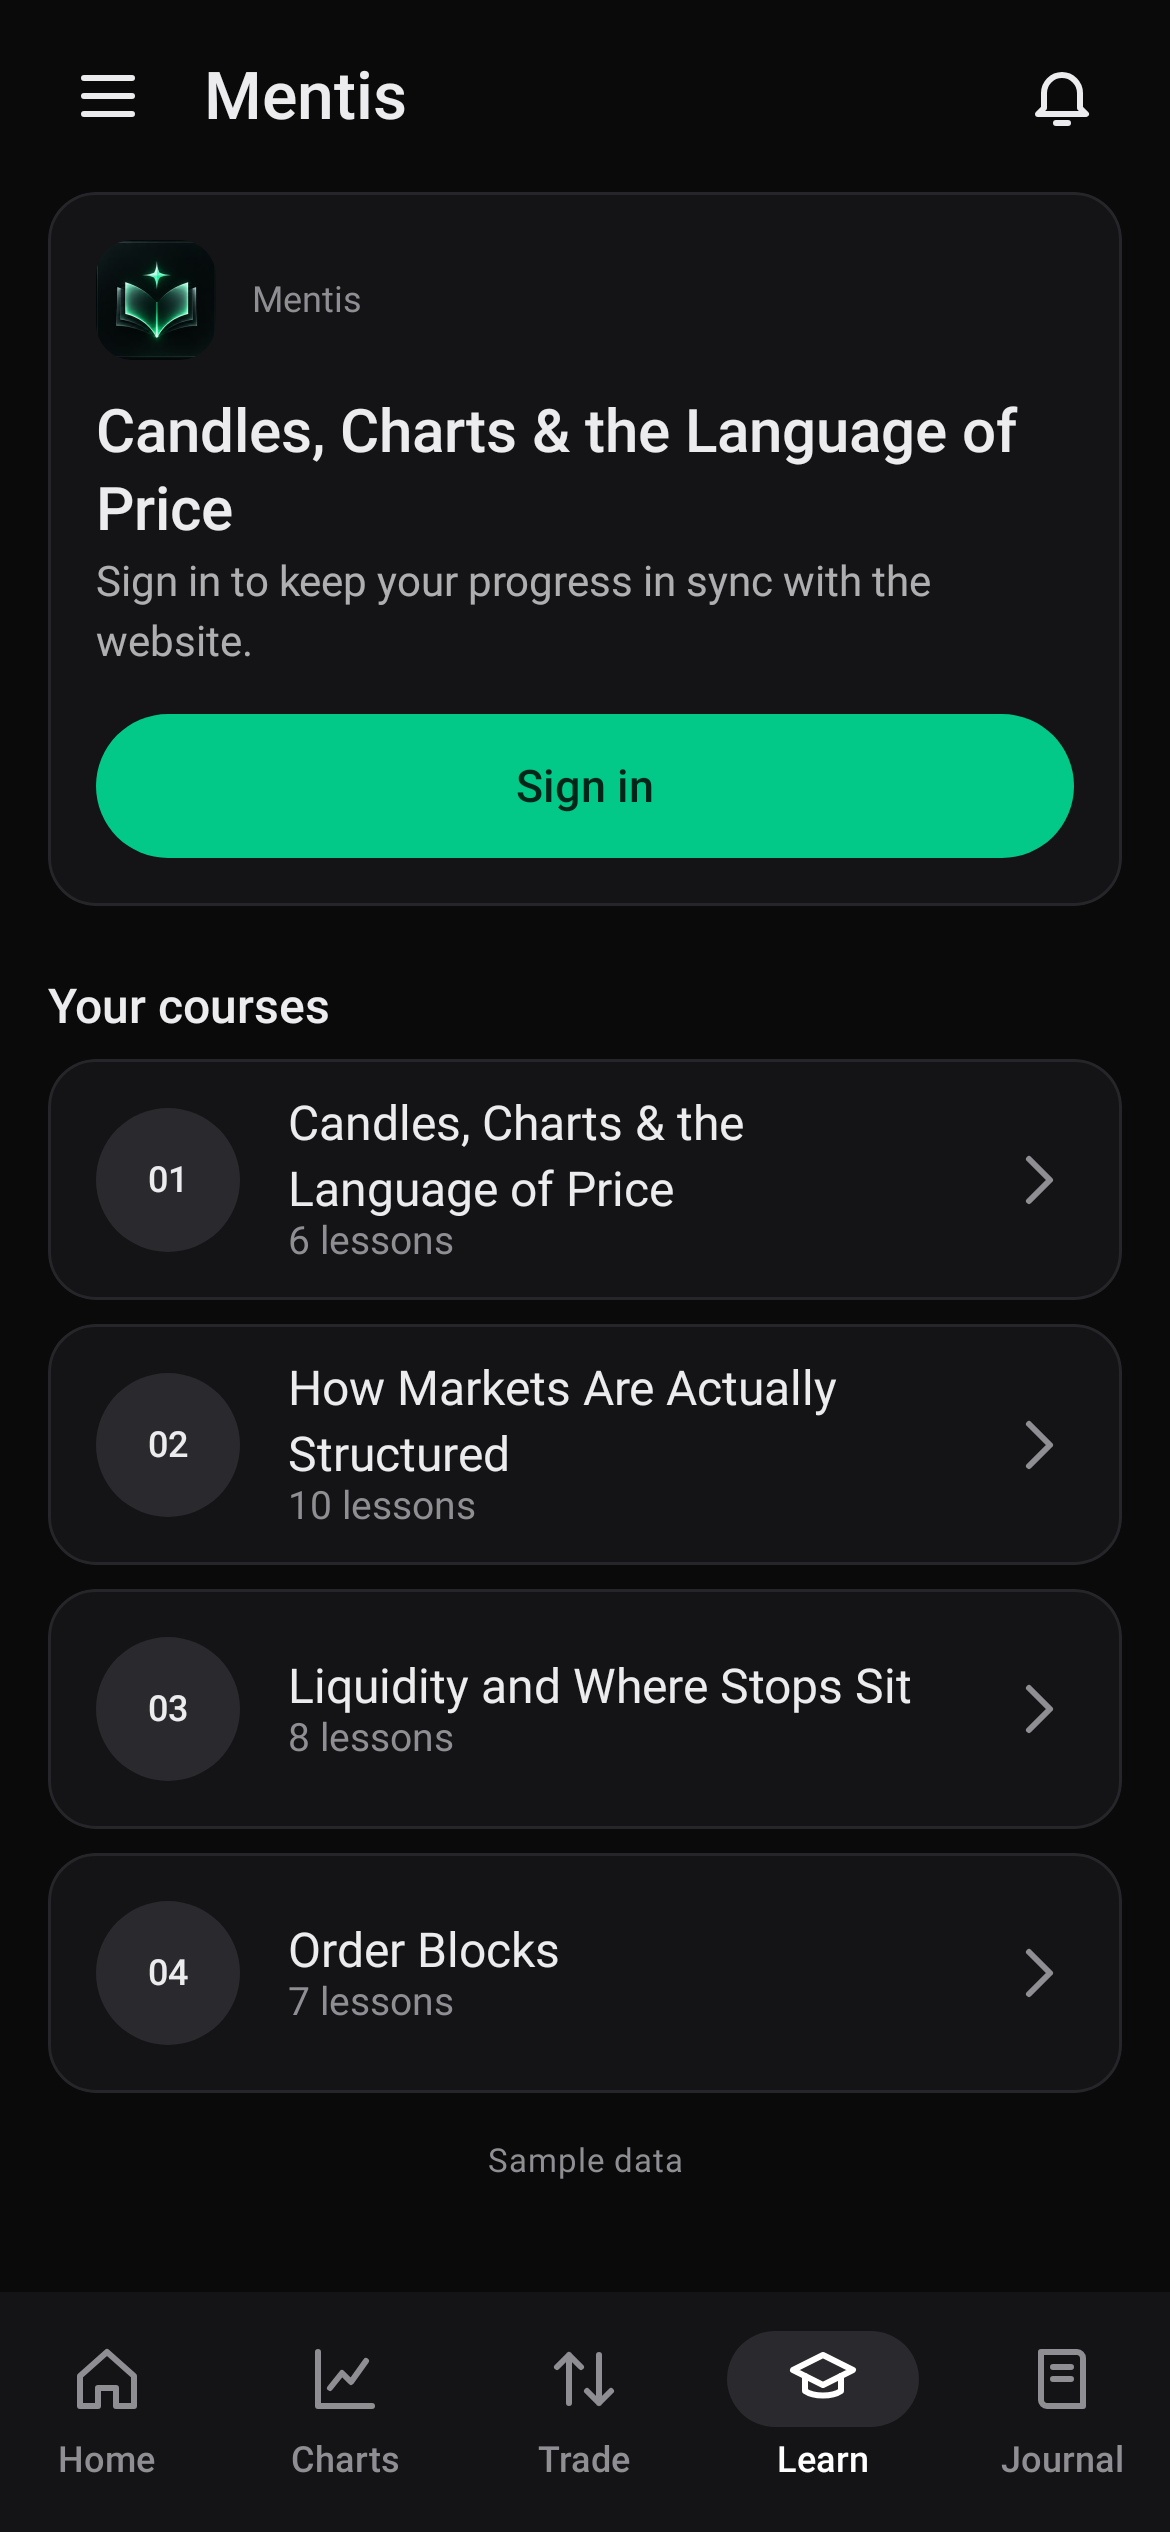 Mentis
Mentis
Candles, Charts & the Language of
Price
Sign in to keep your progress in sync with the
website.
Sign in
Your courses
01
Candles, Charts & the
Language of Price
6 lessons
02
How Markets Are Actually
Structured
10 lessons
03
Liquidity and Where Stops Sit
8 lessons
04
Order Blocks
7 lessons
Sample data
Home
Charts
Trade
Learn
Journal